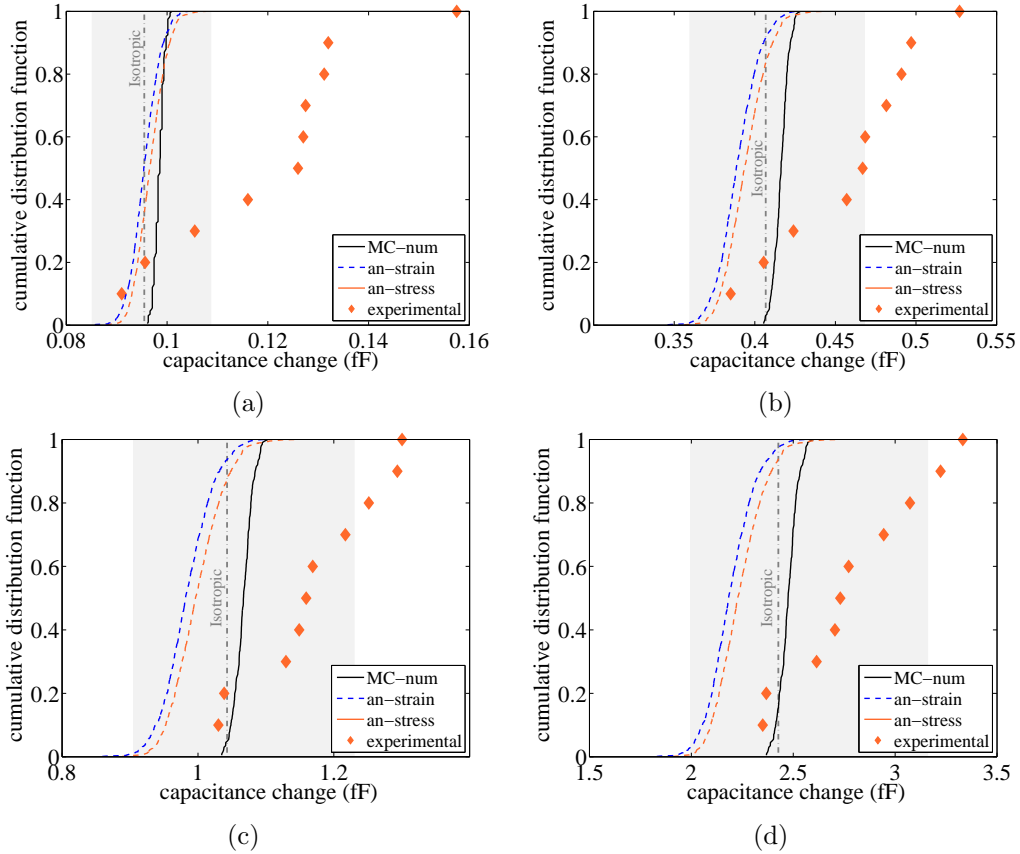 cumulative distribution function
1
0.8
0.6
0.4
0.2
0
Isotropic
MC−num
an−strain
an−stress
experimental
0.08
0.1
0.12
0.14
0.16
capacitance change (fF)
(a)
cumulative distribution function
1
0.8
0.6
0.4
0.2
0
Isotropic
MC−num
an−strain
an−stress
experimental
0.35
0.4
0.45
0.5
0.55
capacitance change (fF)
(b)
cumulative distribution function
1
0.8
0.6
0.4
0.2
0
Isotropic
MC−num
an−strain
an−stress
experimental
0.8
1
1.2
capacitance change (fF)
(c)
cumulative distribution function
1
0.8
0.6
0.4
0.2
0
Isotropic
MC−num
an−strain
an−stress
experimental
1.5
2
2.5
3
3.5
capacitance change (fF)
(d)